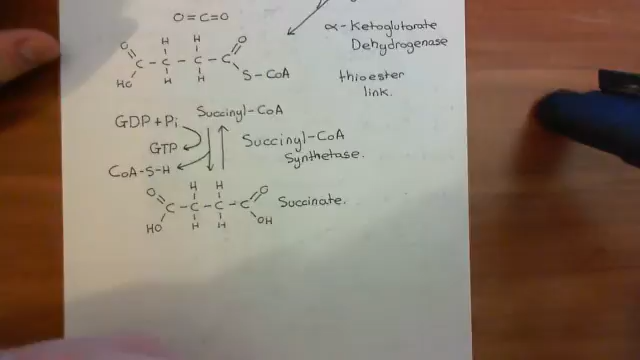 O=C=O
α-Ketoglutarate
Dehydrogenase
O H H O
C - C - C - C
HO H H S - CoA
thioester
link.
Succinyl-CoA
GDP+Pi
GTP
Succinyl-CoA
Synthetase.
CoA-S-H
O H H O
C - C - C - C
HO H H OH
Succinate.